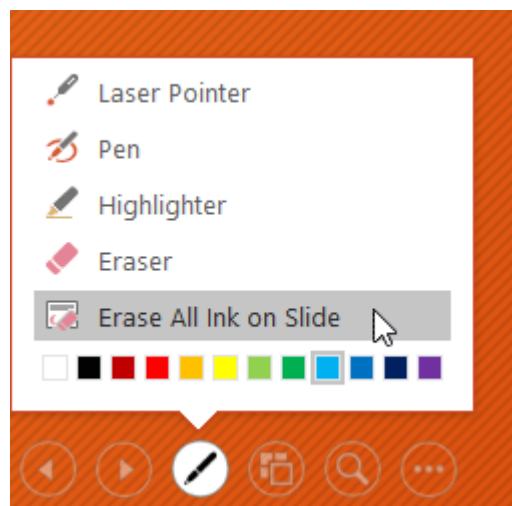 Laser Pointer
Pen
Highlighter
Eraser
Erase All Ink on Slide